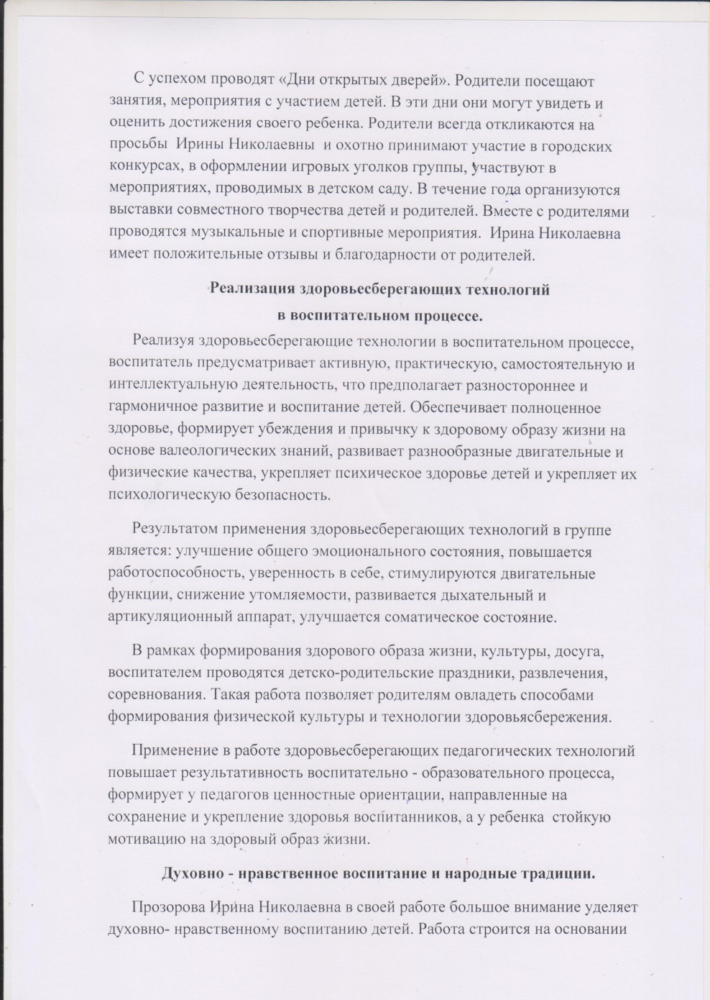 С успехом проводят «Дни открытых дверей». Родители посещают
занятия, мероприятия с участием детей. В эти дни они могут увидеть и
оценить достижения своего ребенка. Родители всегда откликаются на
просьбы Ирины Николаевны и охотно принимают участие в городских
конкурсах, в оформлении игровых уголков группы, участвуют в
мероприятиях, проводимых в детском саду. В течение года организуются
выставки совместного творчества детей и родителей. Вместе с родителями
проводятся музыкальные и спортивные мероприятия. Ирина Николаевна
имеет положительные отзывы и благодарности от родителей.
Реализация здоровьесберегающих технологий
в воспитательном процессе.
Реализуя здоровьесберегающие технологии в воспитательном процессе,
воспитатель предусматривает активную, практическую, самостоятельную и
интеллектуальную деятельность, что предполагает разностороннее и
гармоничное развитие и воспитание детей. Обеспечивает полноценное
здоровье, формирует убеждения и привычку к здоровому образу жизни на
основе валеологических знаний, развивает разнообразные двигательные и
физические качества, укрепляет психическое здоровье детей и укрепляет их
психологическую безопасность.
Результатом применения здоровьесберегающих технологий в группе
является: улучшение общего эмоционального состояния, повышается
работоспособность, уверенность в себе, стимулируются двигательные
функции, снижение утомляемости, развивается дыхательный и
артикуляционный аппарат, улучшается соматическое состояние.
В рамках формирования здорового образа жизни, культуры, досуга,
воспитателем проводятся детско-родительские праздники, развлечения,
соревнования. Такая работа позволяет родителям овладеть способами
формирования физической культуры и технологии здоровьясбережения.
Применение в работе здоровьесберегающих педагогических технологий
повышает результативность воспитательно - образовательного процесса,
формирует у педагогов ценностные ориентации, направленные на
сохранение и укрепление здоровья воспитанников, а у ребенка стойкую
мотивацию на здоровый образ жизни.
Духовно - нравственное воспитание и народные традиции.
Прозорова Ирина Николаевна в своей работе большое внимание уделяет
духовно- нравственному воспитанию детей. Работа строится на основании